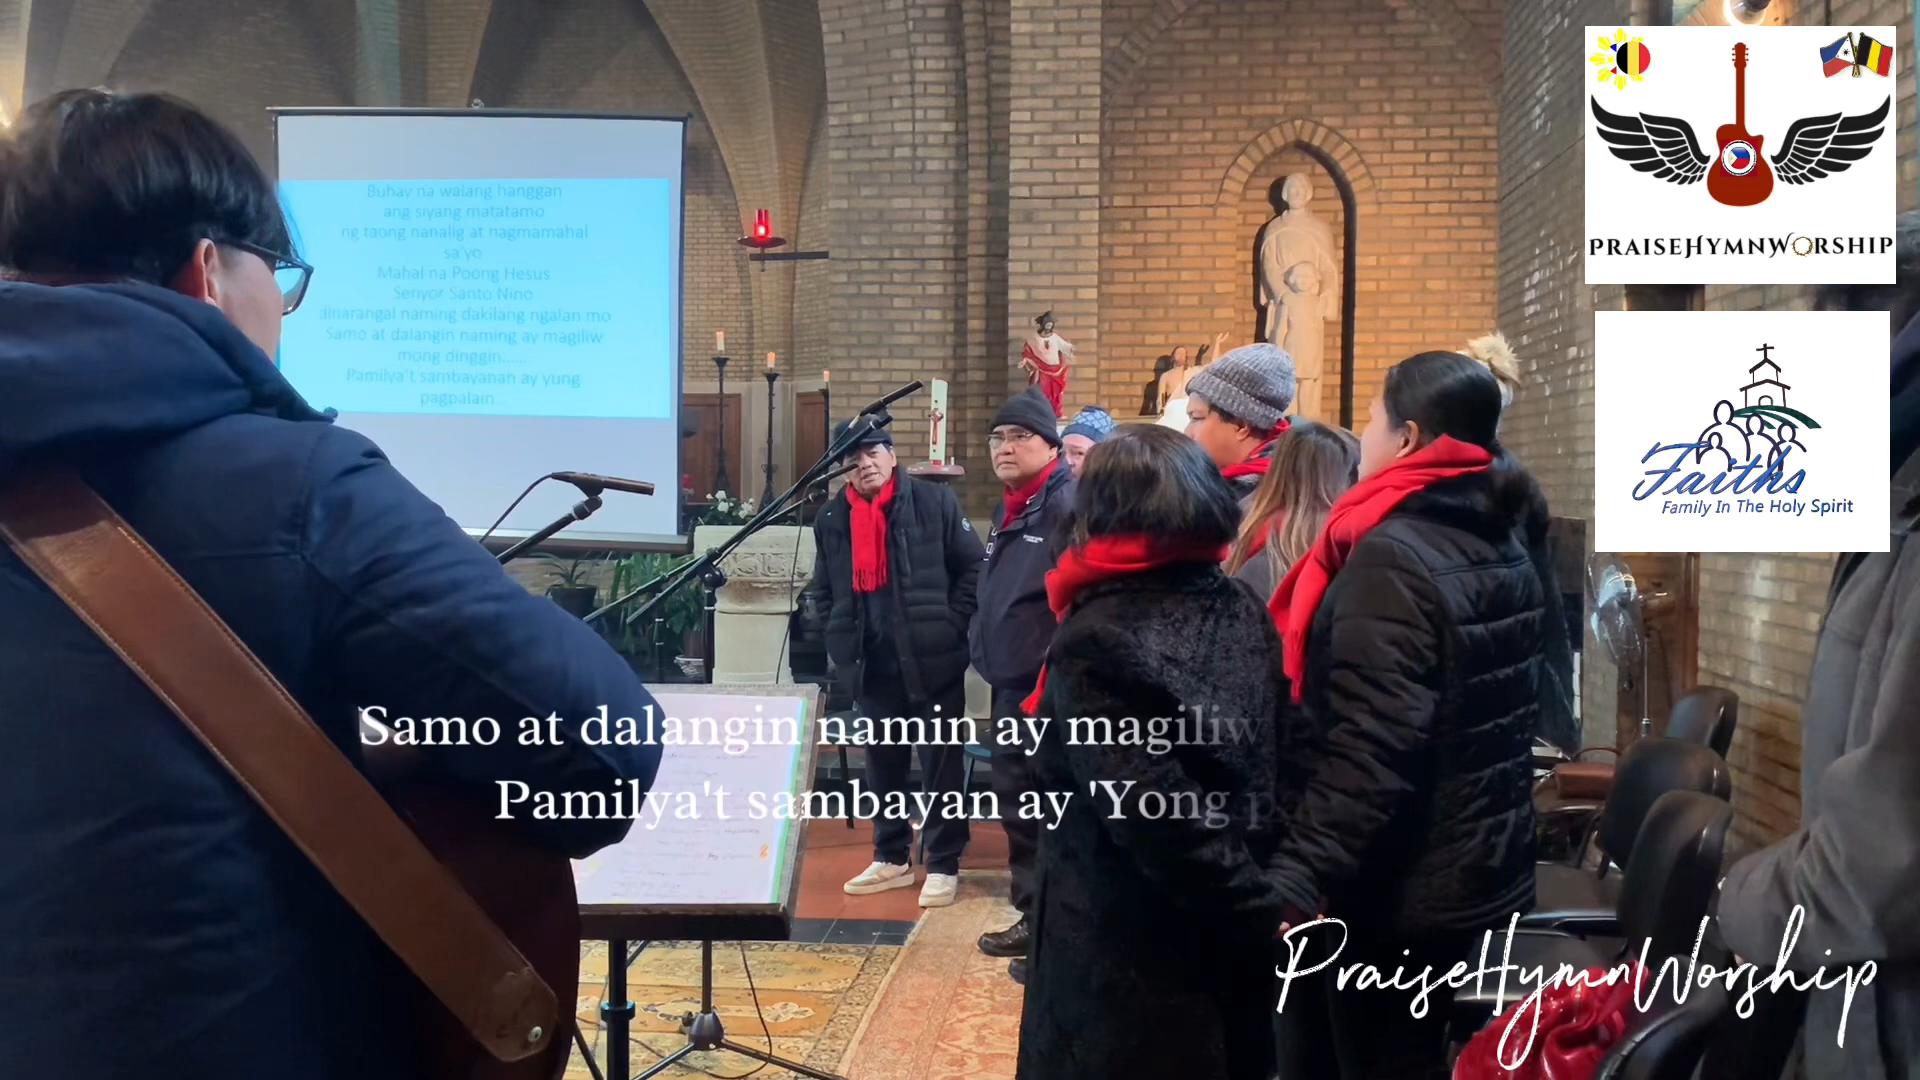 Buhay na walang hanggan
ang siyang matatamo
ng taong nanalig at nagmamahal
sa'yo
Mahal na Poong Hesus
Senyor Santo Nino
dinarangal naming dakilang ngalan mo
Samo at dalangin naming ay magiliw
mong dinggin......
Pamilya't sambayanan ay yung
pagpalain...
PRAISEHYMNWORSHIP
Faiths
Family In The Holy Spirit
Samo at dalangin namin ay magiliw
Pamilya't sambayan ay 'Yong
PraiseHymnWorship